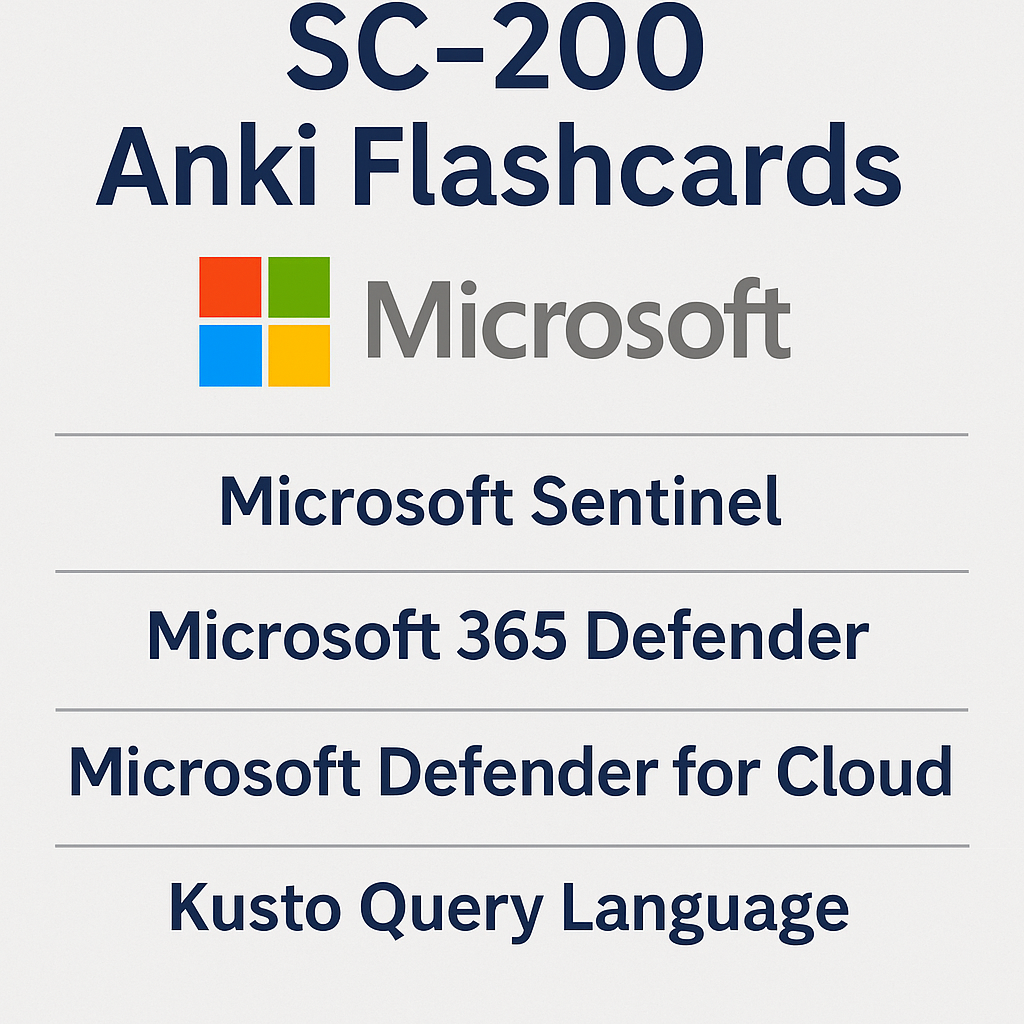 SC-200
Anki Flashcards
Microsoft
Microsoft Sentinel
Microsoft 365 Defender
Microsoft Defender for Cloud
Kusto Query Language